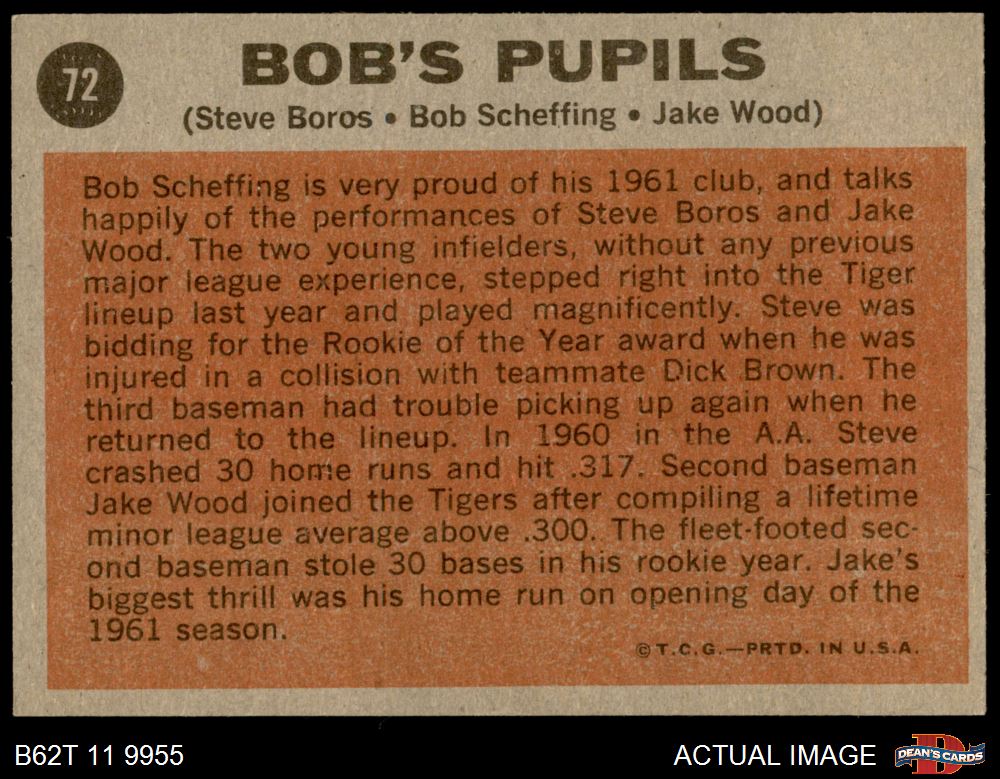 72
BOB'S PUPILS
(Steve Boros • Bob Scheffing • Jake Wood)
Bob Scheffing is very proud of his 1961 club, and talks
happily of the performances of Steve Boros and Jake
Wood. The two young infielders, without any previous
major league experience, stepped right into the Tiger
lineup last year and played magnificently. Steve was
bidding for the Rookie of the Year award when he was
injured in a collision with teammate Dick Brown. The
third baseman had trouble picking up again when he
returned to the lineup. In 1960 in the A.A. Steve
crashed 30 home runs and hit .317. Second baseman
Jake Wood joined the Tigers after compiling a lifetime
minor league average above .300. The fleet-footed sec-
ond baseman stole 30 bases in his rookie year. Jake's
biggest thrill was his home run on opening day of the
1961 season.
©T.C.G.—PRTD. IN U.S.A.
B62T 11 9955
ACTUAL IMAGE
DEAN'S CARDS